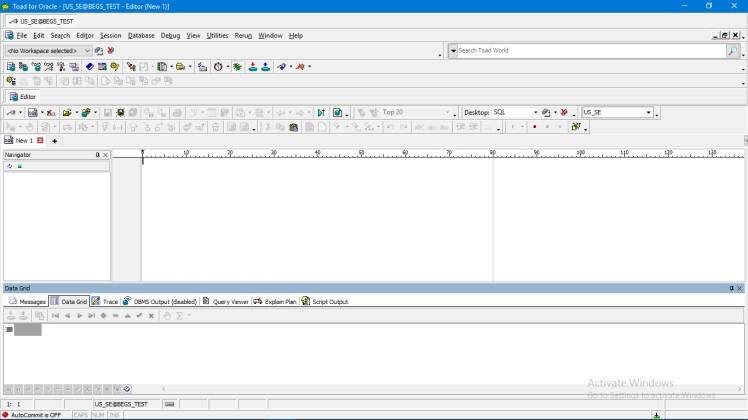 Toad for Oracle - [US_SE@BEGS_TEST - Editor (New 1)]
US_SE@BEGS_TEST
File Edit Search Editor Session Database Debug View Utilities Rerun Window Help
<No Workspace selected> Search Toad World
Editor
Top 20 Desktop: SQL US_SE
New 1
Navigator
10 20 30 40 50 60 70 80 90 100 110 120 130
Data Grid
Messages Data Grid Trace DBMS Output (disabled) Query Viewer Explain Plan Script Output
Activate Windows
Go to Settings to activate Windows.
1: 1 US_SE@BEGS_TEST
AutoCommit is OFF CAPS NUM INS